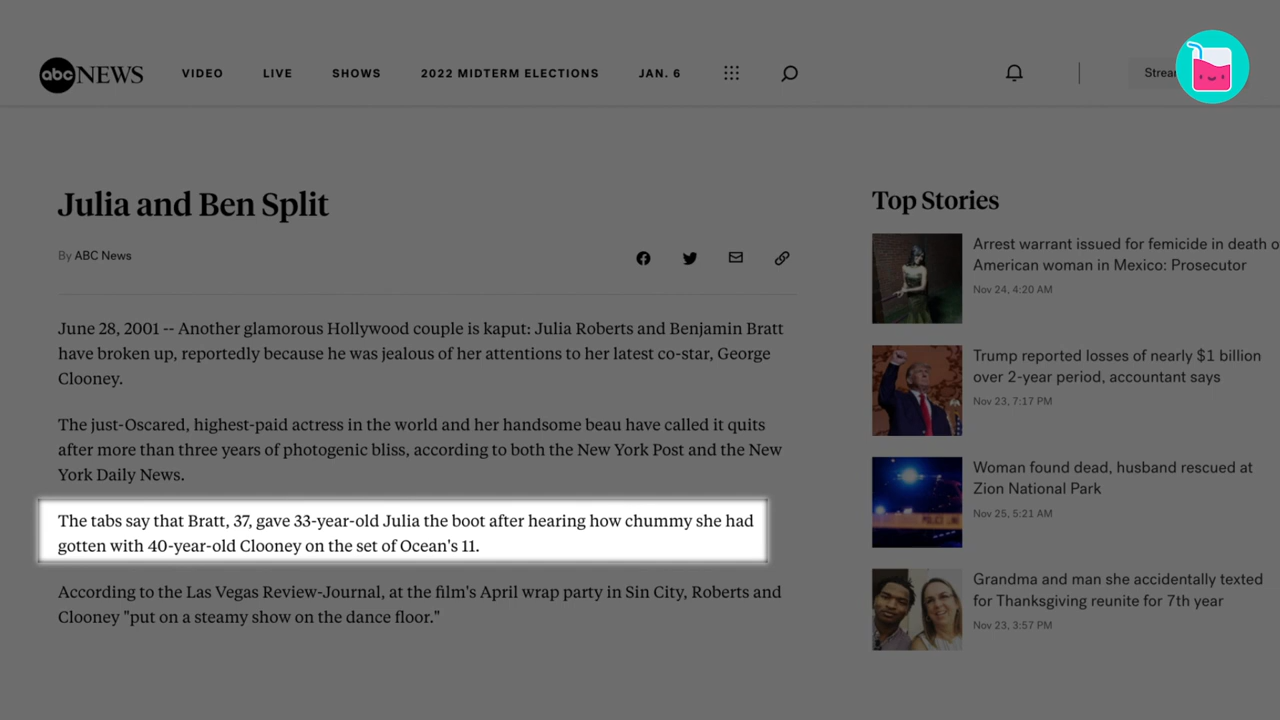 abc NEWS
VIDEO LIVE SHOWS 2022 MIDTERM ELECTIONS JAN. 6
Julia and Ben Split
By ABC News
June 28, 2001 -- Another glamorous Hollywood couple is kaput: Julia Roberts and Benjamin Bratt
have broken up, reportedly because he was jealous of her attentions to her latest co-star, George
Clooney.
The just-Oscared, highest-paid actress in the world and her handsome beau have called it quits
after more than three years of photogenic bliss, according to both the New York Post and the New
York Daily News.
The tabs say that Bratt, 37, gave 33-year-old Julia the boot after hearing how chummy she had
gotten with 40-year-old Clooney on the set of Ocean's 11.
According to the Las Vegas Review-Journal, at the film's April wrap party in Sin City, Roberts and
Clooney "put on a steamy show on the dance floor."
Top Stories
Arrest warrant issued for femicide in death o
American woman in Mexico: Prosecutor
Nov 24, 4:20 AM
Trump reported losses of nearly $1 billion
over 2-year period, accountant says
Nov 23, 7:17 PM
Woman found dead, husband rescued at
Zion National Park
Nov 25, 5:21 AM
Grandma and man she accidentally texted
for Thanksgiving reunite for 7th year
Nov 23, 3:57 PM